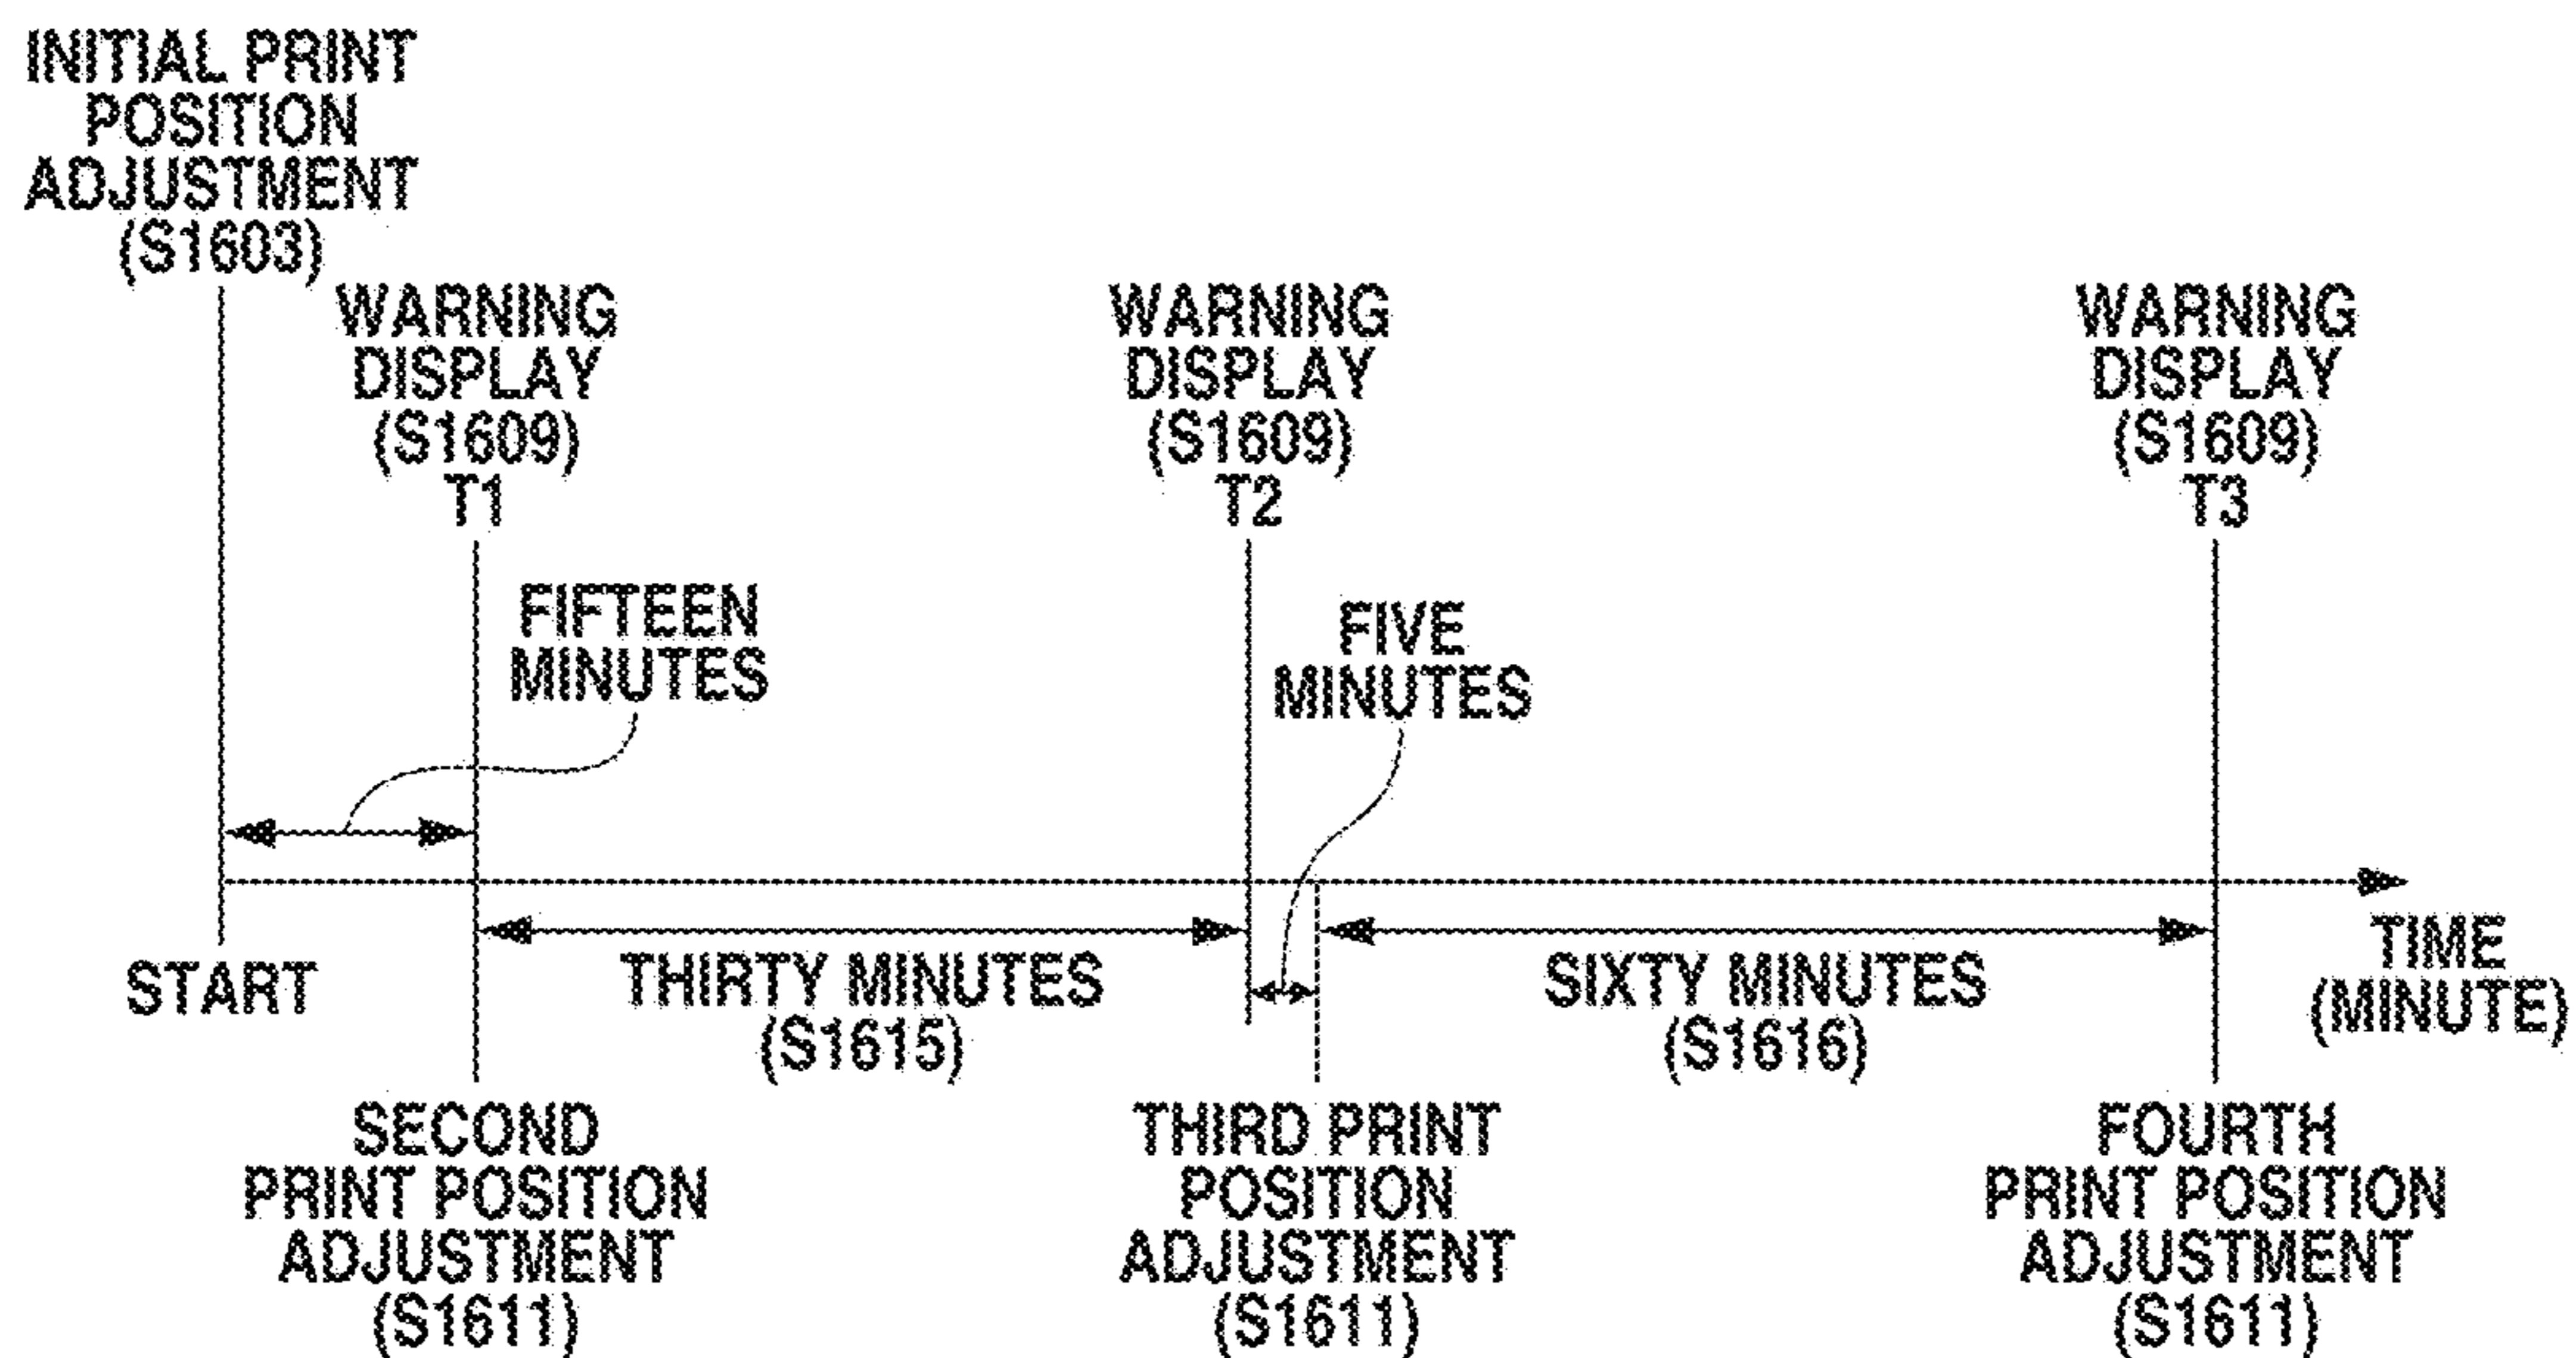 INITIAL PRINT
POSITION
ADJUSTMENT
(S1603)
WARNING
DISPLAY
(S1609)
T1
WARNING
DISPLAY
(S1609)
T2
WARNING
DISPLAY
(S1609)
T3
FIFTEEN
MINUTES
FIVE
MINUTES
START
THIRTY MINUTES
(S1615)
SIXTY MINUTES
(S1616)
TIME
(MINUTE)
SECOND
PRINT POSITION
ADJUSTMENT
(S1611)
THIRD PRINT
POSITION
ADJUSTMENT
(S1611)
FOURTH
PRINT POSITION
ADJUSTMENT
(S1611)